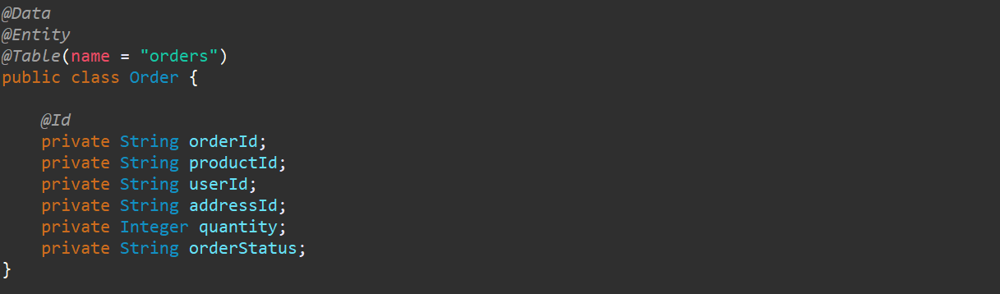 @Data
@Entity
@Table(name = "orders")
public class Order {
@Id
private String orderId;
private String productId;
private String userId;
private String addressId;
private Integer quantity;
private String orderStatus;
}